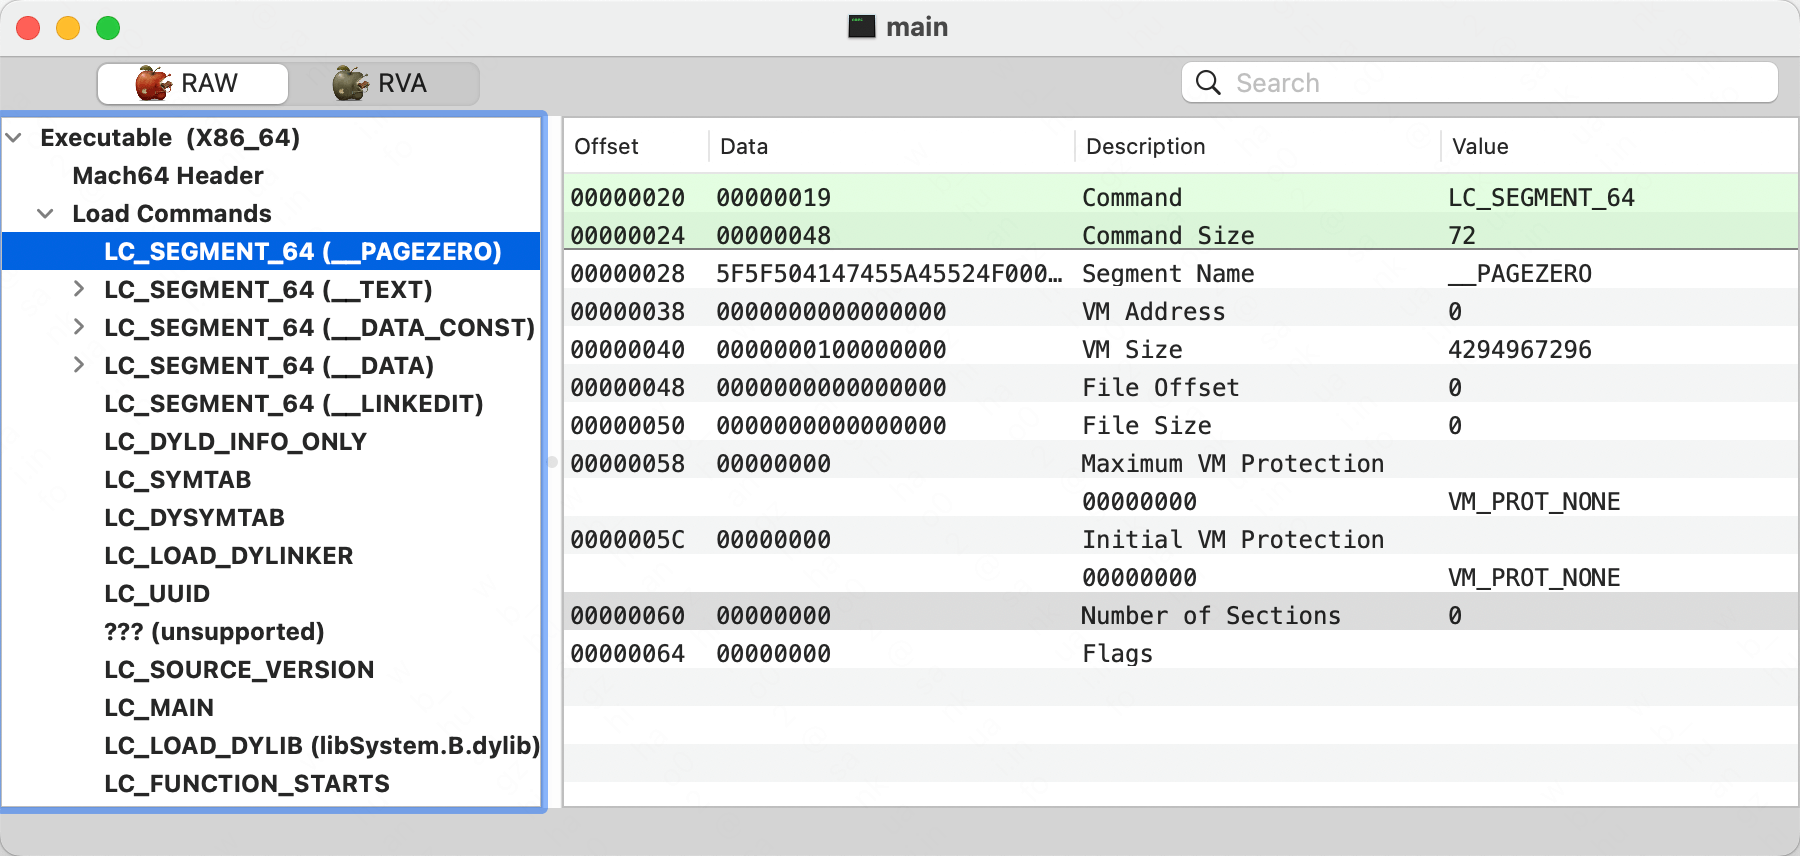 main
RAW RVA Search
Executable (X86_64)
Mach64 Header
Load Commands
LC_SEGMENT_64 (__PAGEZERO)
LC_SEGMENT_64 (__TEXT)
LC_SEGMENT_64 (__DATA_CONST)
LC_SEGMENT_64 (__DATA)
LC_SEGMENT_64 (__LINKEDIT)
LC_DYLD_INFO_ONLY
LC_SYMTAB
LC_DYSYMTAB
LC_LOAD_DYLINKER
LC_UUID
??? (unsupported)
LC_SOURCE_VERSION
LC_MAIN
LC_LOAD_DYLIB (libSystem.B.dylib)
LC_FUNCTION_STARTS
Offset Data Description Value
00000020 00000019 Command LC_SEGMENT_64
00000024 00000048 Command Size 72
00000028 5F5F504147455A45524F000… Segment Name __PAGEZERO
00000038 0000000000000000 VM Address 0
00000040 0000000100000000 VM Size 4294967296
00000048 0000000000000000 File Offset 0
00000050 0000000000000000 File Size 0
00000058 00000000 Maximum VM Protection
00000000 VM_PROT_NONE
0000005C 00000000 Initial VM Protection
00000000 VM_PROT_NONE
00000060 00000000 Number of Sections 0
00000064 00000000 Flags